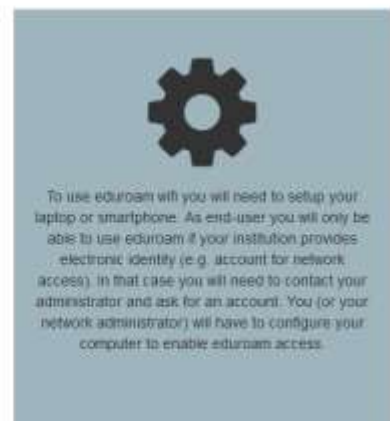 To use eduroam wifi you will need to setup your
laptop or smartphone. As end-user you will only be
able to use eduroam if your institution provides
electronic identity (e.g. account for network
access). In that case you will need to contact your
administrator and ask for an account. You (or your
network administrator) will have to configure your
computer to enable eduroam access.